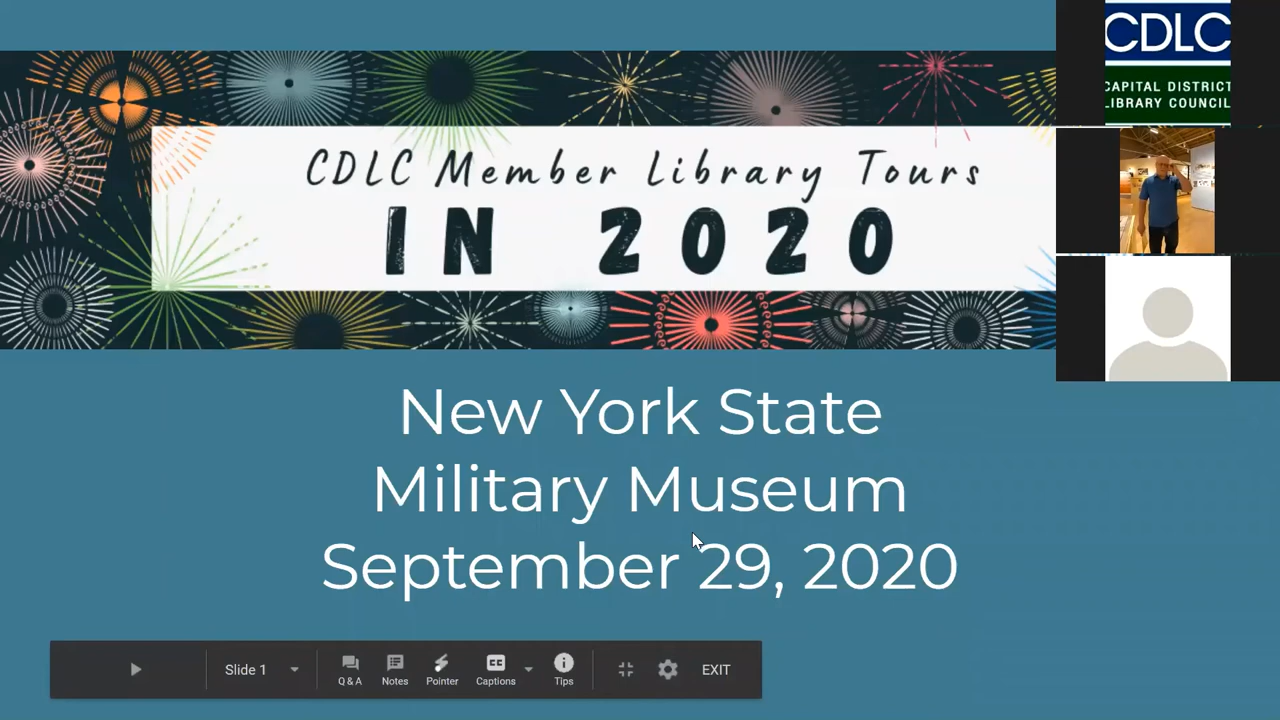 CDLC
CAPITAL DISTRICT
LIBRARY COUNCIL
CDLC Member Library Tours
IN 2020
New York State
Military Museum
September 29, 2020
Slide 1
Q & A
Notes
Pointer
CC
Captions
Tips
EXIT